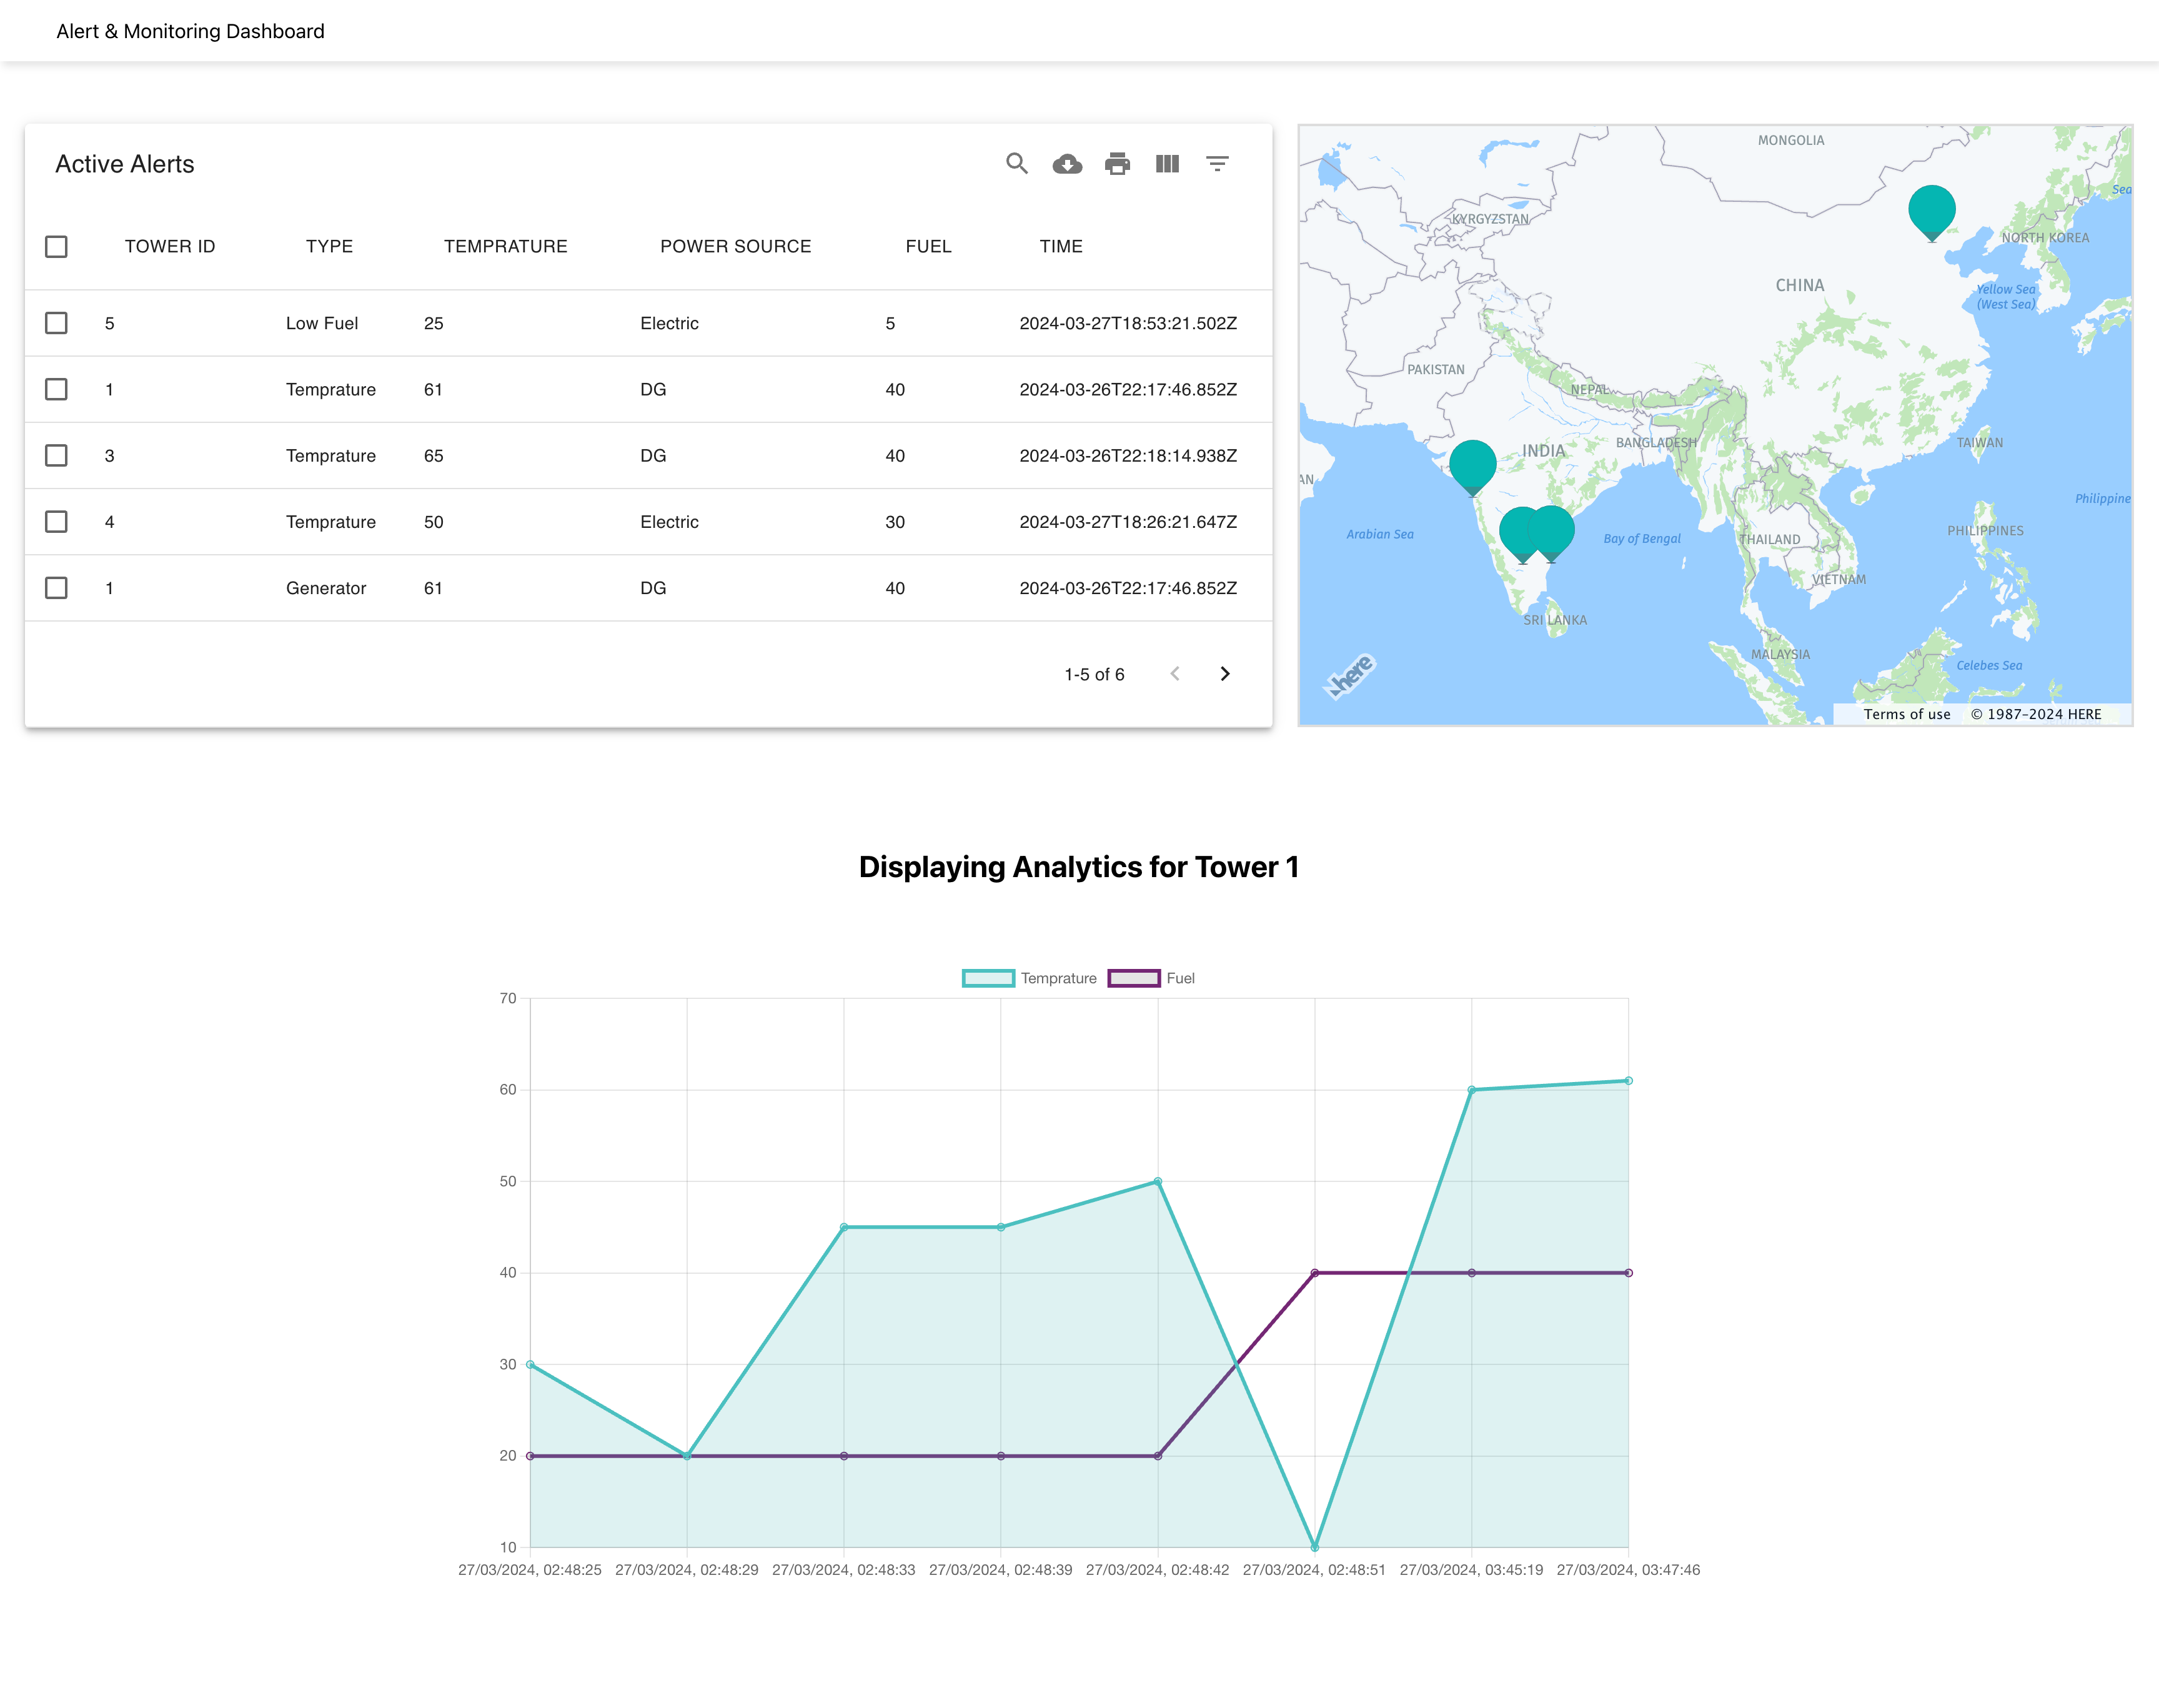 Alert & Monitoring Dashboard
Active Alerts
TOWER ID TYPE TEMPRATURE POWER SOURCE FUEL TIME
5 Low Fuel 25 Electric 5 2024-03-27T18:53:21.502Z
1 Temprature 61 DG 40 2024-03-26T22:17:46.852Z
3 Temprature 65 DG 40 2024-03-26T22:18:14.938Z
4 Temprature 50 Electric 30 2024-03-27T18:26:21.647Z
1 Generator 61 DG 40 2024-03-26T22:17:46.852Z
1-5 of 6
MONGOLIA
Sea
KYRGYZSTAN
NORTH KOREA
CHINA
Yellow Sea
(West Sea)
PAKISTAN
NEPAL
BANGLADESH
TAIWAN
INDIA
AN
Philippine
Arabian Sea
Bay of Bengal
THAILAND
PHILIPPINES
VIETNAM
SRI LANKA
MALAYSIA
Celebes Sea
here
Terms of use © 1987–2024 HERE
Displaying Analytics for Tower 1
Temprature Fuel
70
60
50
40
30
20
10
27/03/2024, 02:48:25 27/03/2024, 02:48:29 27/03/2024, 02:48:33 27/03/2024, 02:48:39 27/03/2024, 02:48:42 27/03/2024, 02:48:51 27/03/2024, 03:45:19 27/03/2024, 03:47:46